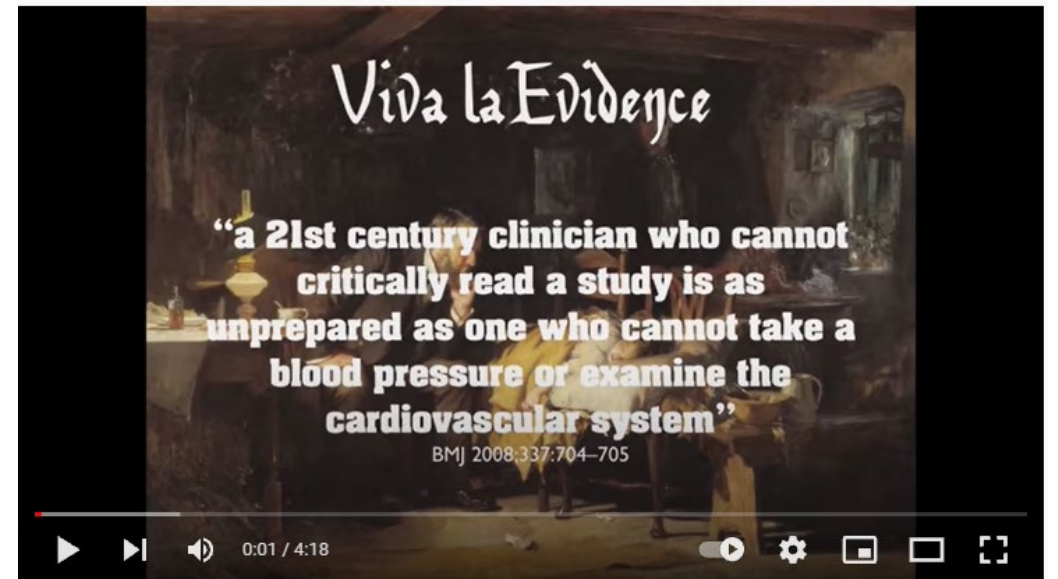 Viva la Evidence
“a 21st century clinician who cannot
critically read a study is as
unprepared as one who cannot take a
blood pressure or examine the
cardiovascular system”
BMJ 2008:337:704–705
0:01 / 4:18